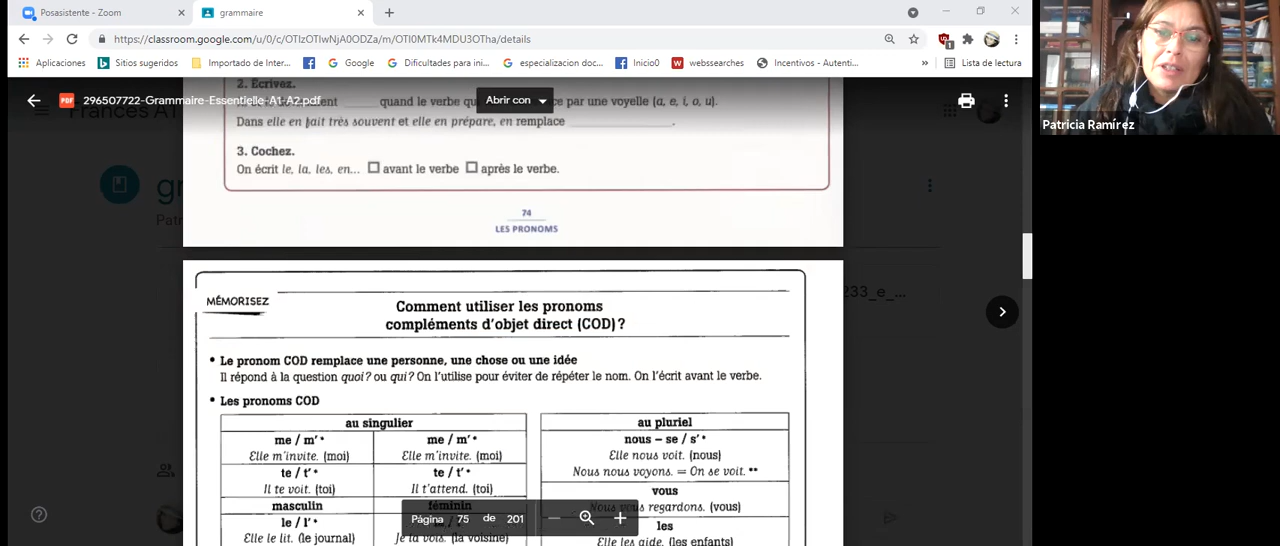 Posasistente - Zoom
grammaire
https://classroom.google.com/u/0/c/OTIzOTIwNjA0ODZa/m/OTI0MTk4MDU3OTha/details
Aplicaciones
Sitios sugeridos
Importado de Inter...
Google
Dificultades para ini...
especializacion doc...
Inicio0
webssearches
Incentivos - Autenti...
»
Lista de lectura
296507722-Grammaire-Essentielle-A1-A2.pdf
Abrir con
2. Écrivez.
quand le verbe
par une voyelle (a, e, i, o, u).
Dans elle en fait très souvent et elle en prépare, en remplace ____________.
3. Cochez.
On écrit le, la, les, en... ☐ avant le verbe ☐ après le verbe.
74
LES PRONOMS
MÉMORISEZ
Comment utiliser les pronoms
compléments d'objet direct (COD) ?
• Le pronom COD remplace une personne, une chose ou une idée
Il répond à la question quoi? ou qui? On l'utilise pour éviter de répéter le nom. On l'écrit avant le verbe.
• Les pronoms COD
au singulier
me / m' *
me / m' *
Elle m'invite. (moi)
Elle m'invite. (moi)
te / t' *
te / t' *
Il te voit. (toi)
Il t'attend. (toi)
masculin
féminin
le / l' *
Elle le lit. (le journal)
Je la vois. (la voisine)
au pluriel
nous – se / s' *
Elle nous voit. (nous)
Nous nous voyons. = On se voit. **
vous
Nous vous regardons. (vous)
les
Elle les aide. (les enfants)
Página 75 de 201
233_e_...
Patricia Ramírez